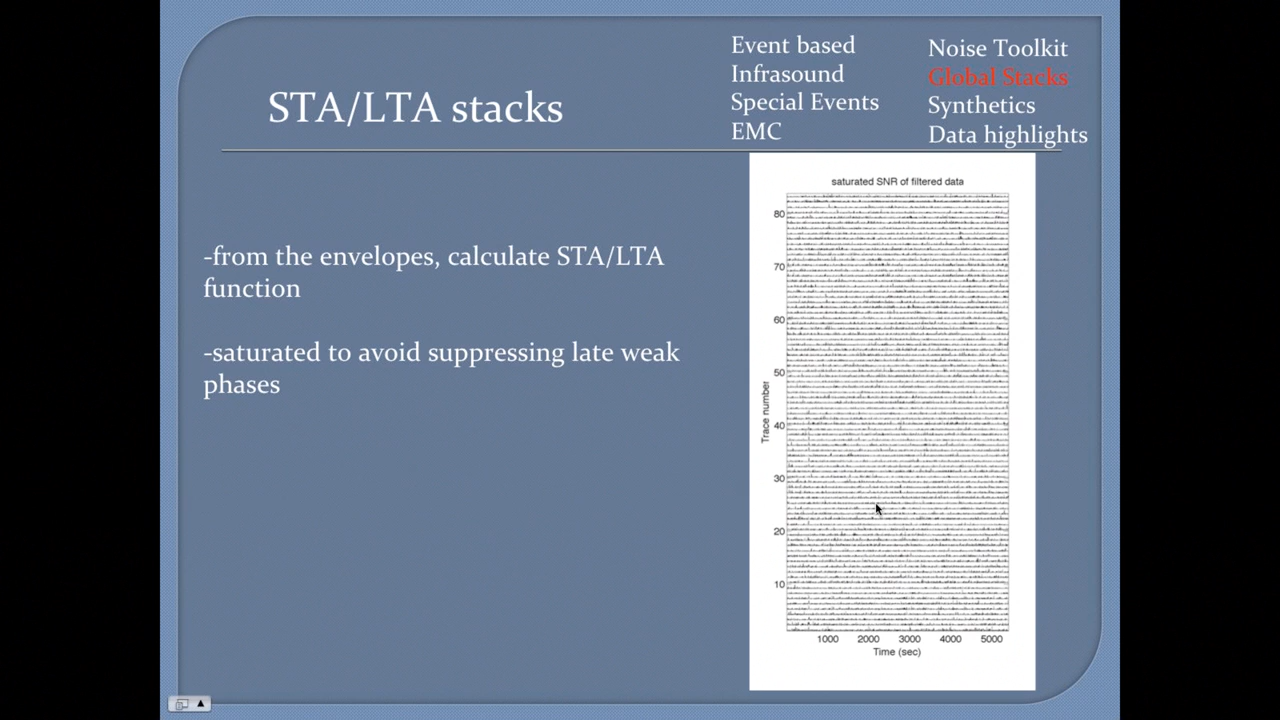 STA/LTA stacks
Event based
Infrasound
Special Events
EMC
Noise Toolkit
Global Stacks
Synthetics
Data highlights
-from the envelopes, calculate STA/LTA
function
-saturated to avoid suppressing late weak
phases
saturated SNR of filtered data
80
70
60
50
40
30
20
10
Trace number
1000 2000 3000 4000 5000
Time (sec)